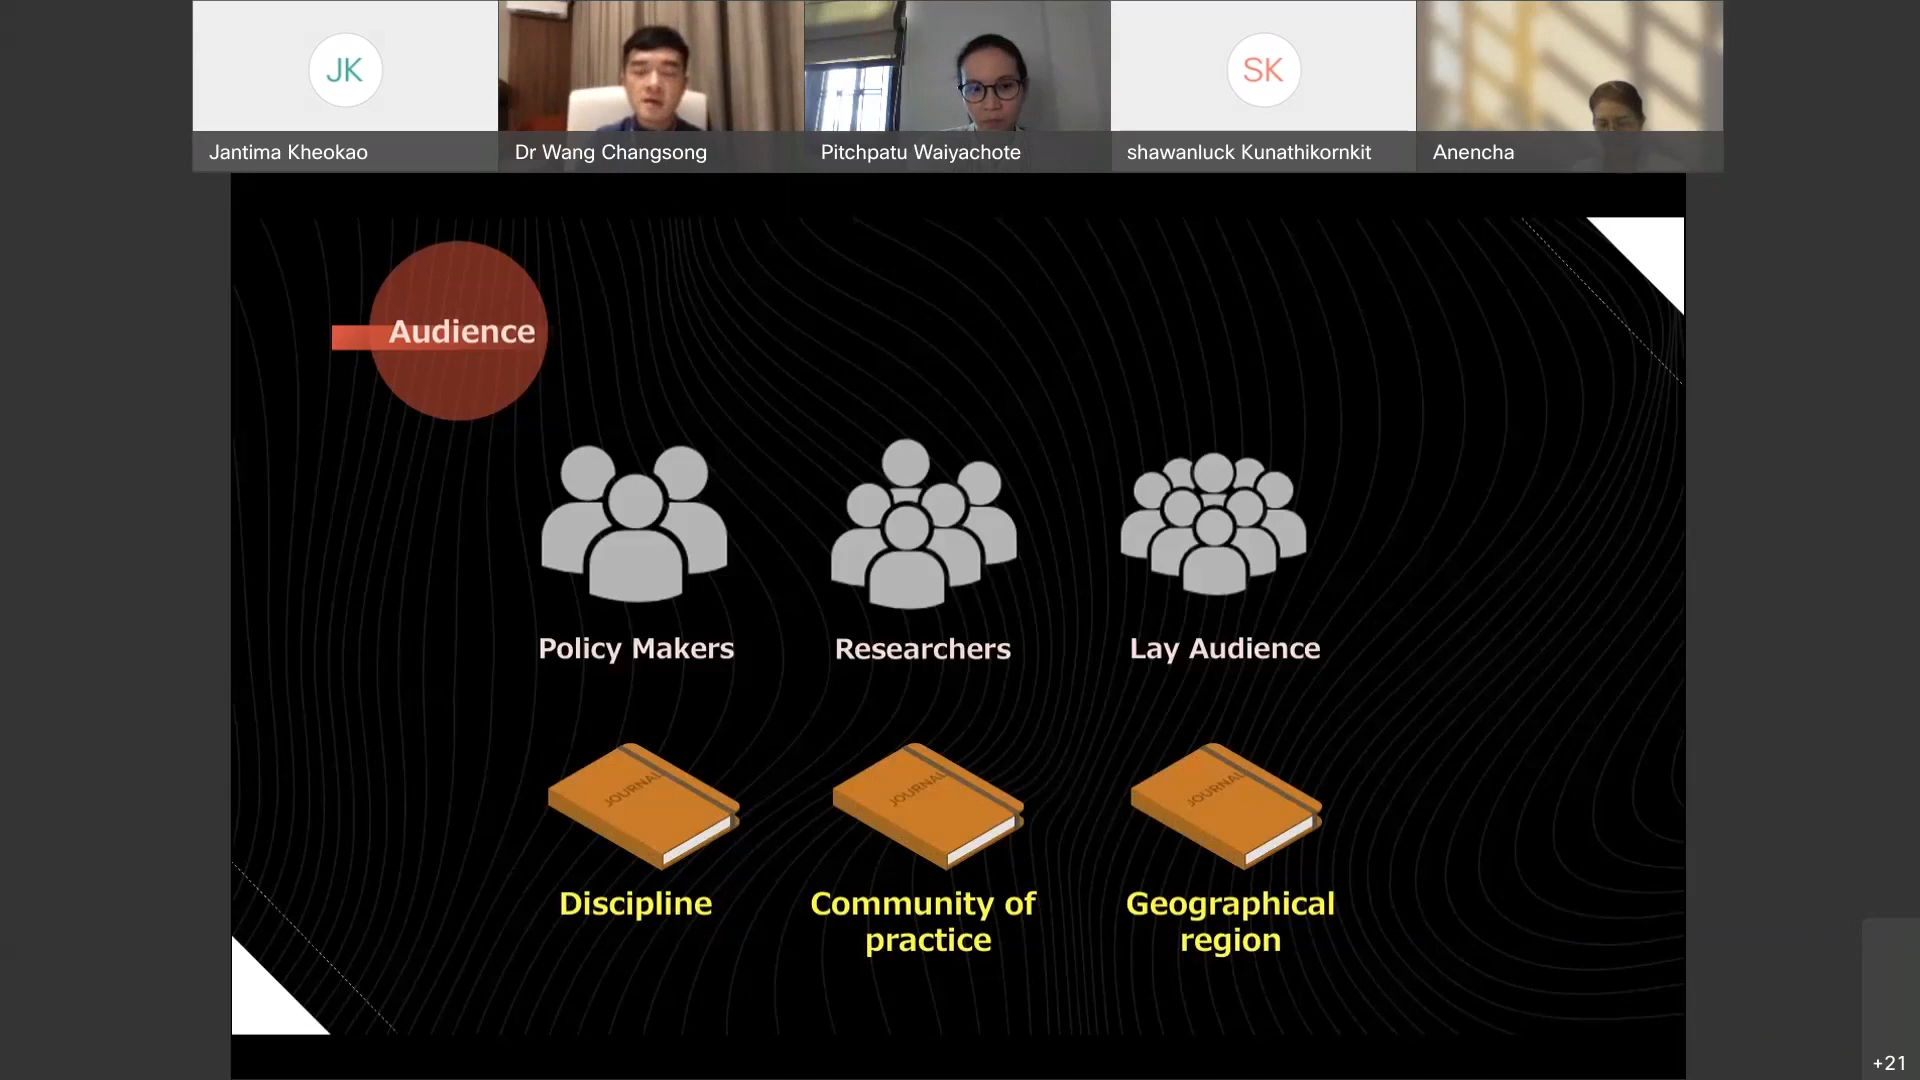 JK
SK
Jantima Kheokao
Dr Wang Changsong
Pitchpatu Waiyachote
shawanluck Kunathikornkit
Anencha
Audience
Policy Makers
Researchers
Lay Audience
JOURNAL
JOURNAL
JOURNAL
Discipline
Community of
practice
Geographical
region
+21